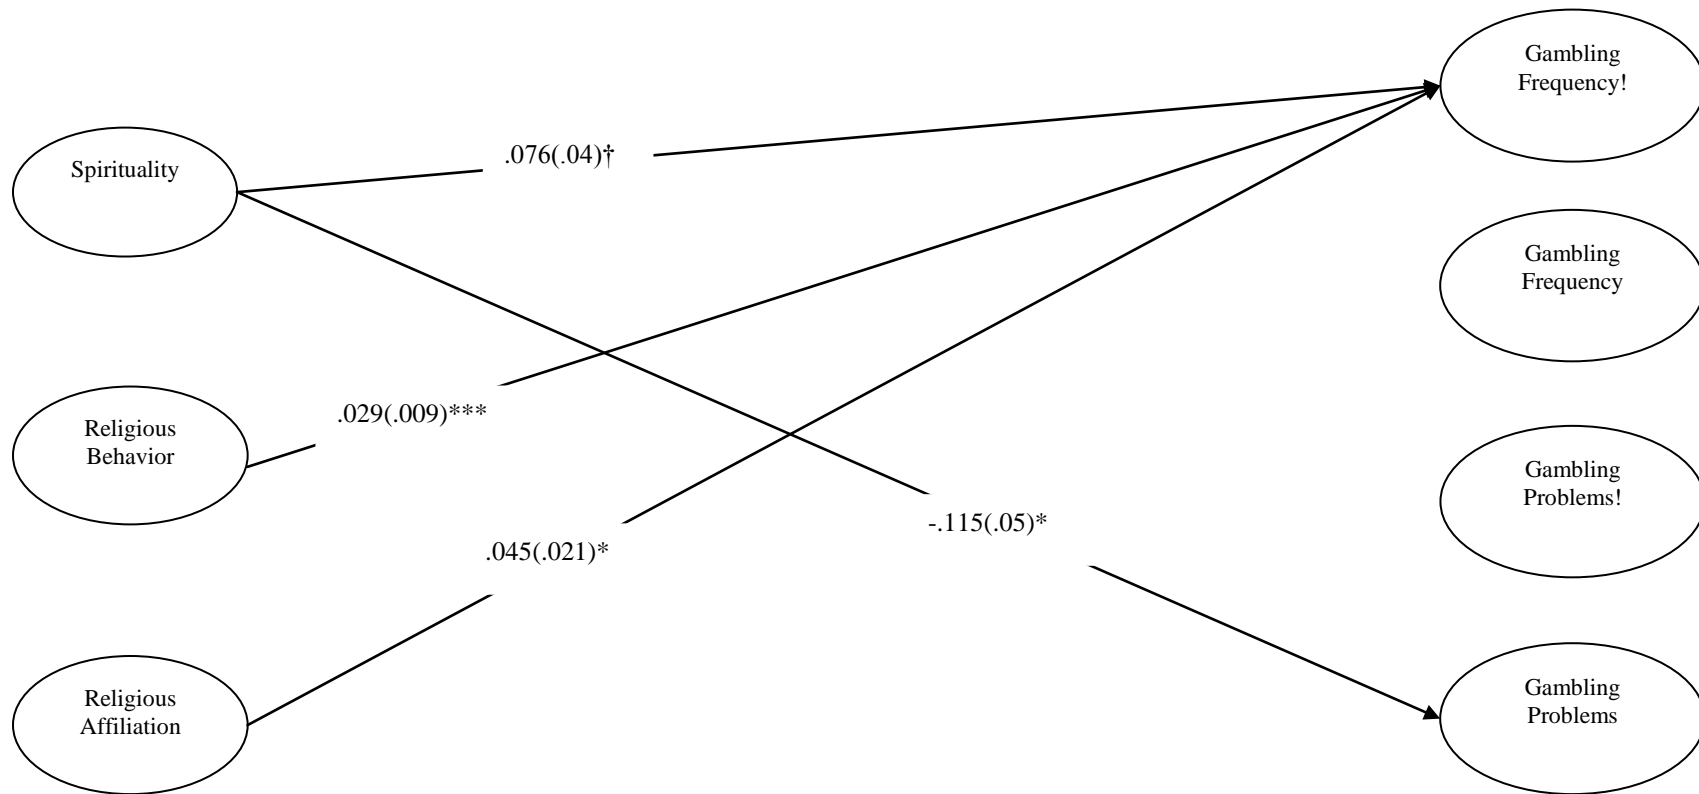 Gambling
Frequency!
Spirituality
.076(.04)†
Gambling
Frequency
Religious
Behavior
.029(.009)***
Gambling
Problems!
-.115(.05)*
.045(.021)*
Religious
Affiliation
Gambling
Problems